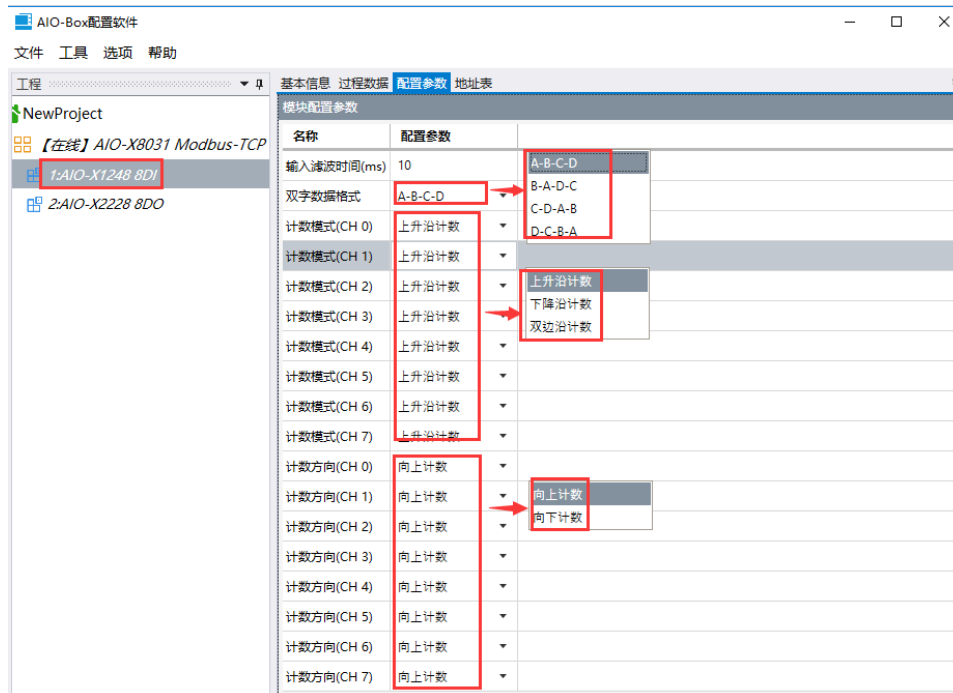 AIO-Box配置软件
文件 工具 选项 帮助
工程
NewProject
【在线】AIO-X8031 Modbus-TCP
1:AIO-X1248 8DI
2:AIO-X2228 8DO
基本信息 过程数据 配置参数 地址表
模块配置参数
名称 配置参数
输入滤波时间(ms) 10
双字数据格式 A-B-C-D
计数模式(CH 0) 上升沿计数
计数模式(CH 1) 上升沿计数
计数模式(CH 2) 上升沿计数
计数模式(CH 3) 上升沿计数
计数模式(CH 4) 上升沿计数
计数模式(CH 5) 上升沿计数
计数模式(CH 6) 上升沿计数
计数模式(CH 7) 上升沿计数
计数方向(CH 0) 向上计数
计数方向(CH 1) 向上计数
计数方向(CH 2) 向上计数
计数方向(CH 3) 向上计数
计数方向(CH 4) 向上计数
计数方向(CH 5) 向上计数
计数方向(CH 6) 向上计数
计数方向(CH 7) 向上计数
A-B-C-D
B-A-D-C
C-D-A-B
D-C-B-A
上升沿计数
下降沿计数
双边沿计数
向上计数
向下计数